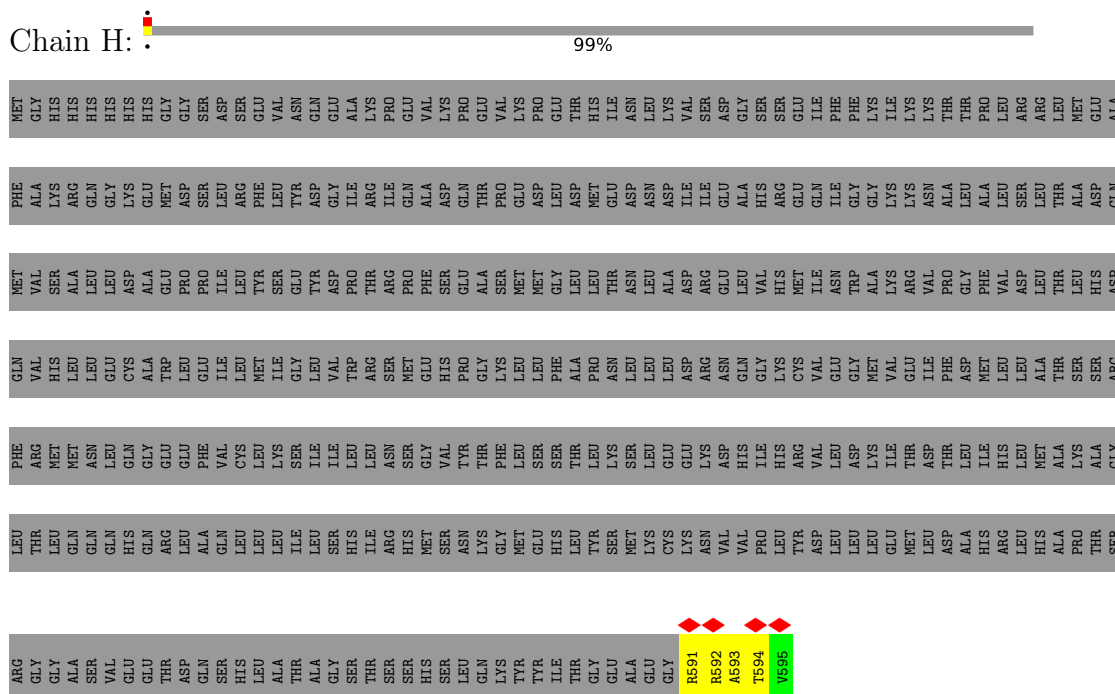 Chain H:
99%
MET GLY HIS HIS HIS HIS HIS HIS GLY GLY SER ASP SER GLU VAL ASN GLN GLU ALA LYS PRO GLU VAL LYS PRO GLU VAL LYS PRO GLU THR HIS ILE ASN LEU LYS VAL SER ASP GLY SER SER GLU ILE PHE PHE LYS ILE LYS LYS THR THR PRO LEU ARG ARG LEU MET GLU ALA
PHE ALA LYS ARG GLN GLY LYS GLU MET ASP SER LEU ARG PHE LEU TYR ASP GLY ILE ARG ILE GLN ALA ASP GLN THR PRO GLU ASP LEU ASP MET GLU ASP ASN ASP ILE ILE GLU ALA HIS ARG GLU GLN ILE GLY GLY LYS LYS ASN ALA LEU ALA LEU SER LEU THR ALA ASP GLN
MET VAL SER ALA LEU LEU ASP ALA GLU PRO PRO ILE LEU TYR SER GLU TYR ASP PRO THR ARG PRO PHE SER GLU ALA SER MET MET GLY LEU LEU THR ASN LEU ALA ASP ARG GLU LEU VAL HIS MET ILE ASN TRP ALA LYS ARG VAL PRO GLY PHE VAL ASP LEU THR LEU HIS ASP
GLN VAL HIS LEU LEU GLU CYS ALA TRP LEU GLU ILE LEU MET ILE GLY LEU VAL TRP ARG SER MET GLU HIS PRO GLY LYS LEU LEU PHE ALA PRO ASN LEU LEU LEU ASP ARG ASN GLN GLY LYS CYS VAL GLU GLY MET VAL GLU ILE PHE ASP MET LEU LEU ALA THR SER SER ARG
PHE ARG MET MET ASN LEU GLN GLY GLU GLU PHE VAL CYS LEU LYS SER ILE ILE LEU LEU ASN SER GLY VAL TYR THR PHE LEU SER SER THR LEU LYS SER LEU GLU GLU LYS ASP HIS ILE HIS ARG VAL LEU ASP LYS ILE THR ASP THR LEU ILE HIS LEU MET ALA LYS ALA GLY
LEU THR LEU GLN GLN GLN HIS GLN ARG LEU ALA GLN LEU LEU LEU ILE LEU SER HIS ILE ARG HIS MET SER ASN LYS GLY MET GLU HIS LEU TYR SER MET LYS CYS LYS ASN VAL VAL PRO LEU TYR ASP LEU LEU LEU GLU MET LEU ASP ALA HIS ARG LEU HIS ALA PRO THR SER
ARG GLY GLY ALA SER VAL GLU GLU THR ASP GLN SER HIS LEU ALA THR ALA GLY SER THR SER SER HIS SER LEU GLN LYS TYR TYR ILE THR GLY GLU ALA GLU GLY R591 R592 A593 T594 V595